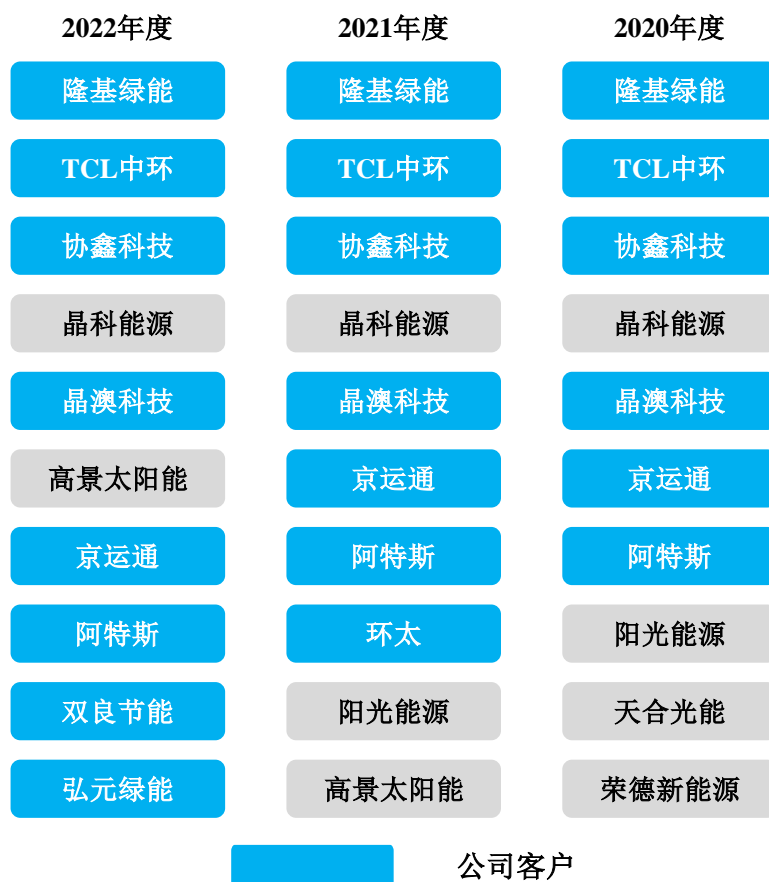 2022年度 2021年度 2020年度
隆基绿能 隆基绿能 隆基绿能
TCL中环 TCL中环 TCL中环
协鑫科技 协鑫科技 协鑫科技
晶科能源 晶科能源 晶科能源
晶澳科技 晶澳科技 晶澳科技
高景太阳能 京运通 京运通
京运通 阿特斯 阿特斯
阿特斯 环太 阳光能源
双良节能 阳光能源 天合光能
弘元绿能 高景太阳能 荣德新能源
公司客户